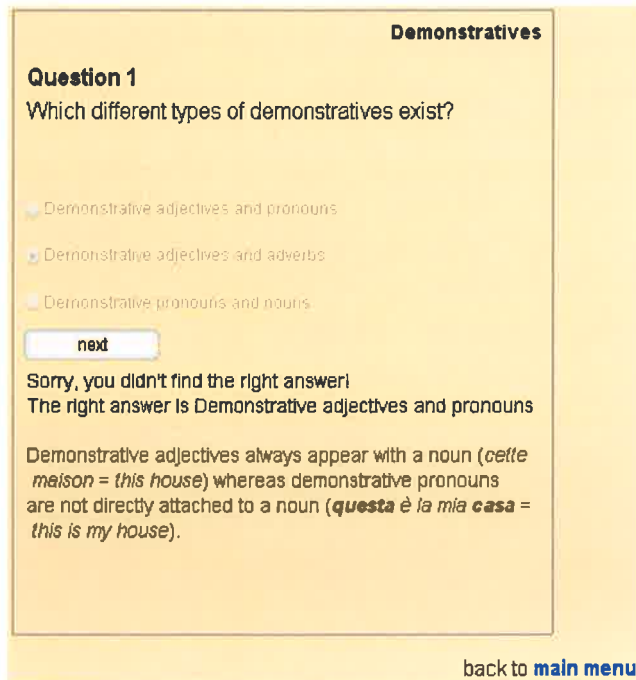 Demonstratives
Question 1
Which different types of demonstratives exist?
Demonstrative adjectives and pronouns
Demonstrative adjectives and adverbs
Demonstrative pronouns and nouns
next
Sorry, you didn't find the right answer!
The right answer is Demonstrative adjectives and pronouns
Demonstrative adjectives always appear with a noun (cette
maison = this house) whereas demonstrative pronouns
are not directly attached to a noun (questa è la mia casa =
this is my house).
back to main menu